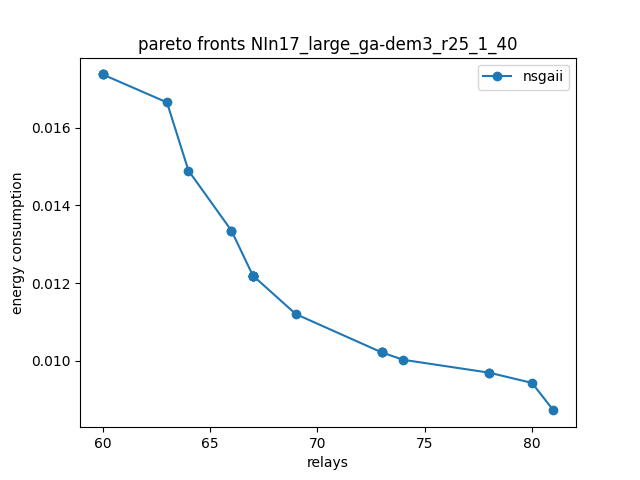 pareto fronts NIn17_large_ga-dem3_r25_1_40
nsgaii
energy consumption
0.016
0.014
0.012
0.010
60 65 70 75 80
relays